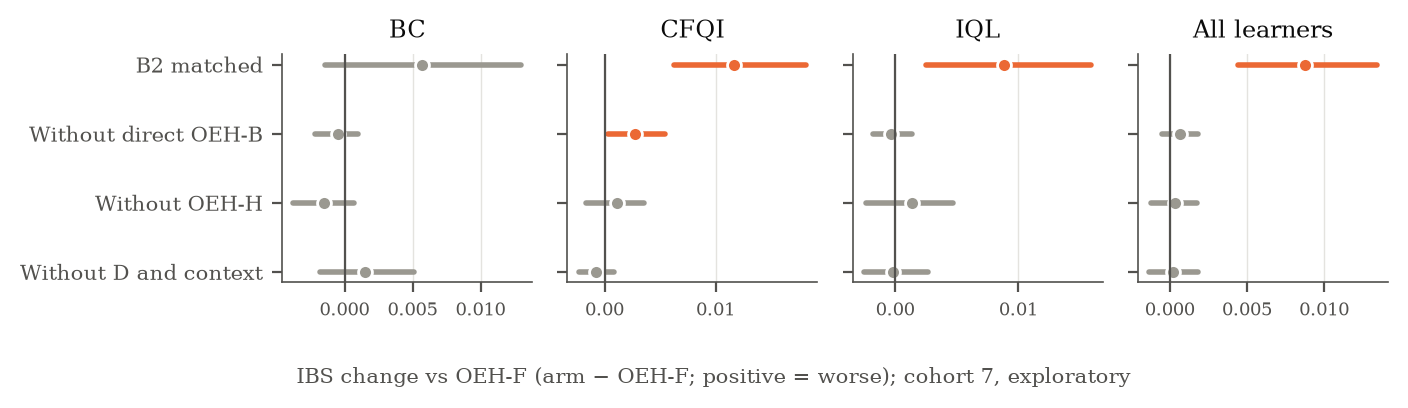 BC
CFQI
IQL
All learners
B2 matched
Without direct OEH-B
Without OEH-H
Without D and context
0.000 0.005 0.010
0.00 0.01
0.00 0.01
0.000 0.005 0.010
IBS change vs OEH-F (arm − OEH-F; positive = worse); cohort 7, exploratory